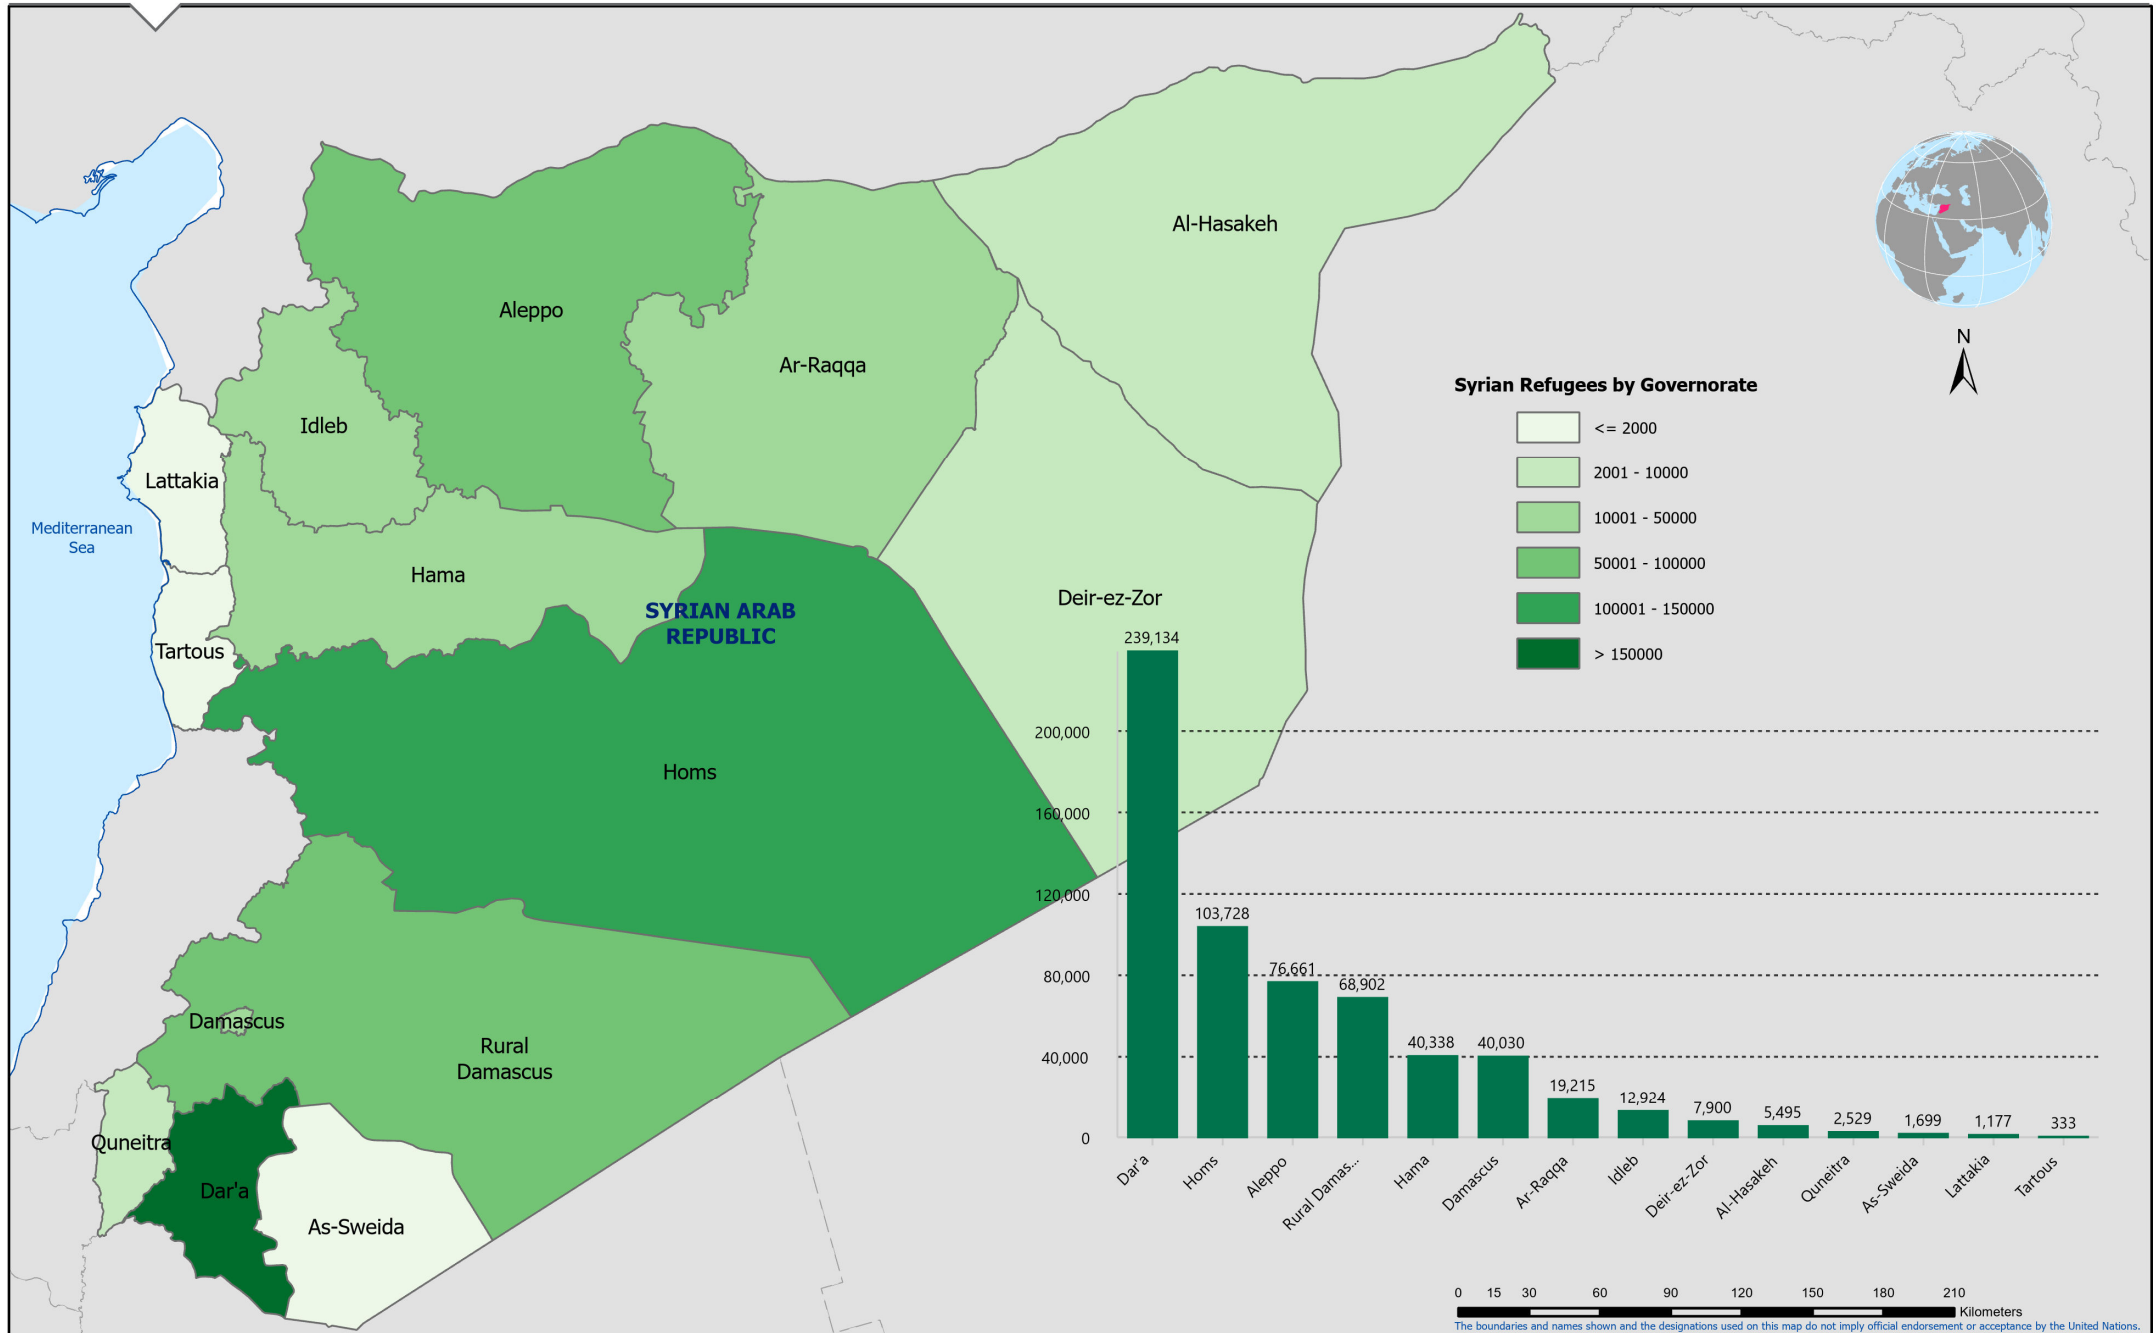 Al-Hasakeh
Aleppo
Ar-Raqqa
Idleb
Lattakia
Mediterranean
Sea
Hama
SYRIAN ARAB
REPUBLIC
Deir-ez-Zor
Tartous
Homs
Damascus
Rural
Damascus
Quneitra
Dar'a
As-Sweida
N
Syrian Refugees by Governorate
<= 2000
2001 - 10000
10001 - 50000
50001 - 100000
100001 - 150000
> 150000
200,000
160,000
120,000
80,000
40,000
0
239,134
103,728
76,661
68,902
40,338
40,030
19,215
12,924
7,900
5,495
2,529
1,699
1,177
333
Dar'a
Homs
Aleppo
Rural Damas...
Hama
Damascus
Ar-Raqqa
Idleb
Deir-ez-Zor
Al-Hasakeh
Quneitra
As-Sweida
Lattakia
Tartous
0 15 30 60 90 120 150 180 210
Kilometers
The boundaries and names shown and the designations used on this map do not imply official endorsement or acceptance by the United Nations.